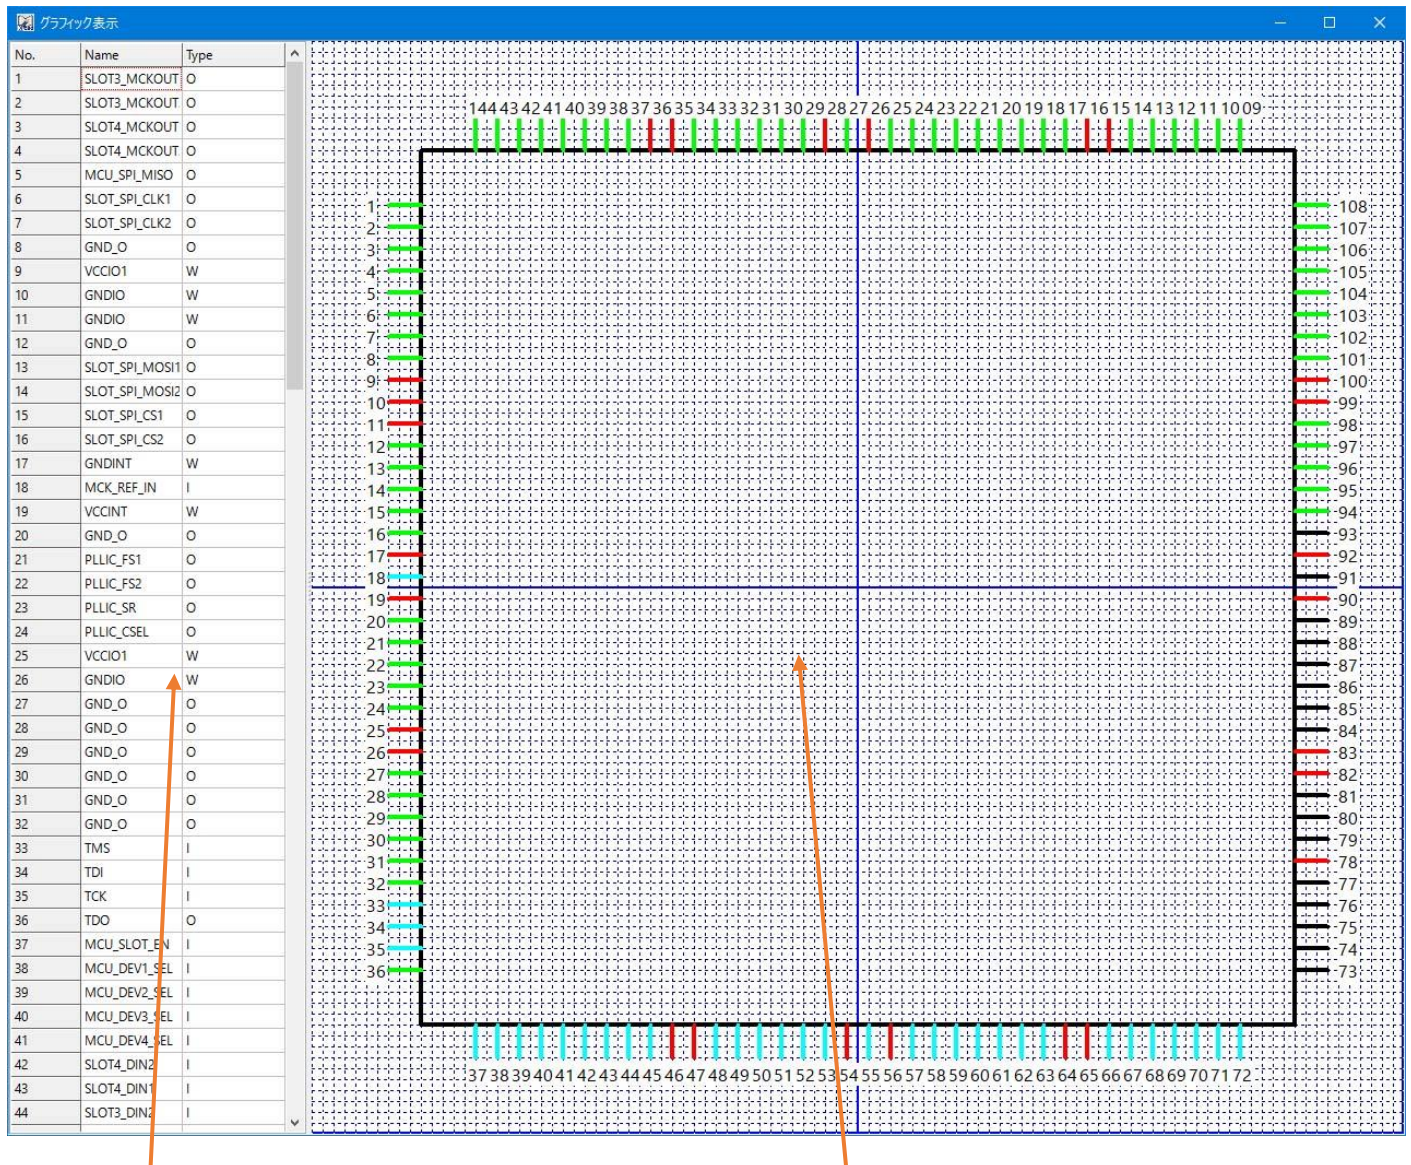 グラフィック表示
No. Name Type
1 SLOT3_MCKOUT O
2 SLOT3_MCKOUT O
3 SLOT4_MCKOUT O
4 SLOT4_MCKOUT O
5 MCU_SPI_MISO O
6 SLOT_SPI_CLK1 O
7 SLOT_SPI_CLK2 O
8 GND_O O
9 VCCIO1 W
10 GNDIO W
11 GNDIO W
12 GND_O O
13 SLOT_SPI_MOSI1 O
14 SLOT_SPI_MOSI2 O
15 SLOT_SPI_CS1 O
16 SLOT_SPI_CS2 O
17 GNDINT W
18 MCK_REF_IN I
19 VCCINT W
20 GND_O O
21 PLLIC_FS1 O
22 PLLIC_FS2 O
23 PLLIC_SR O
24 PLLIC_CSEL O
25 VCCIO1 W
26 GNDIO W
27 GND_O O
28 GND_O O
29 GND_O O
30 GND_O O
31 GND_O O
32 GND_O O
33 TMS I
34 TDI I
35 TCK I
36 TDO O
37 MCU_SLOT_EN I
38 MCU_DEV1_SEL I
39 MCU_DEV2_SEL I
40 MCU_DEV3_SEL I
41 MCU_DEV4_SEL I
42 SLOT4_DIN2 I
43 SLOT4_DIN1 I
44 SLOT3_DIN2 I
144 43 42 41 40 39 38 37 36 35 34 33 32 31 30 29 28 27 26 25 24 23 22 21 20 19 18 17 16 15 14 13 12 11 10 09
1
2
3
4
5
6
7
8
9
10
11
12
13
14
15
16
17
18
19
20
21
22
23
24
25
26
27
28
29
30
31
32
33
34
35
36
108
107
106
105
104
103
102
101
100
99
98
97
96
95
94
93
92
91
90
89
88
87
86
85
84
83
82
81
80
79
78
77
76
75
74
73
37 38 39 40 41 42 43 44 45 46 47 48 49 50 51 52 53 54 55 56 57 58 59 60 61 62 63 64 65 66 67 68 69 70 71 72